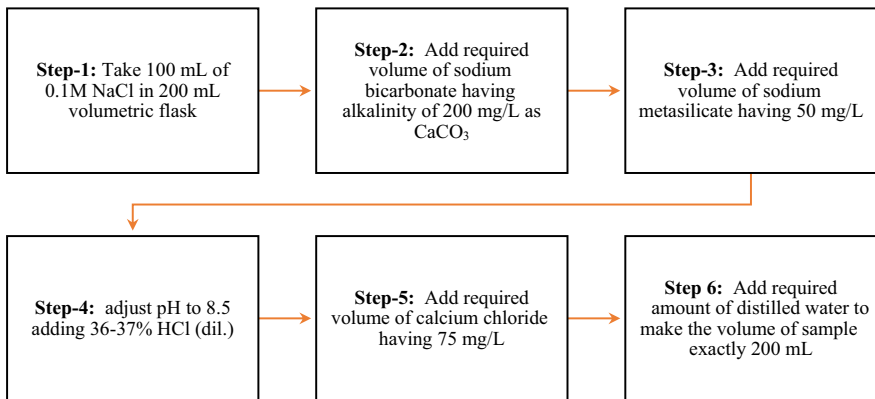 Step-1: Take 100 mL of
0.1M NaCl in 200 mL
volumetric flask
Step-2: Add required
volume of sodium
bicarbonate having
alkalinity of 200 mg/L as
CaCO₃
Step-3: Add required
volume of sodium
metasilicate having 50 mg/L
Step-4: adjust pH to 8.5
adding 36-37% HCl (dil.)
Step-5: Add required
volume of calcium chloride
having 75 mg/L
Step 6: Add required
amount of distilled water to
make the volume of sample
exactly 200 mL